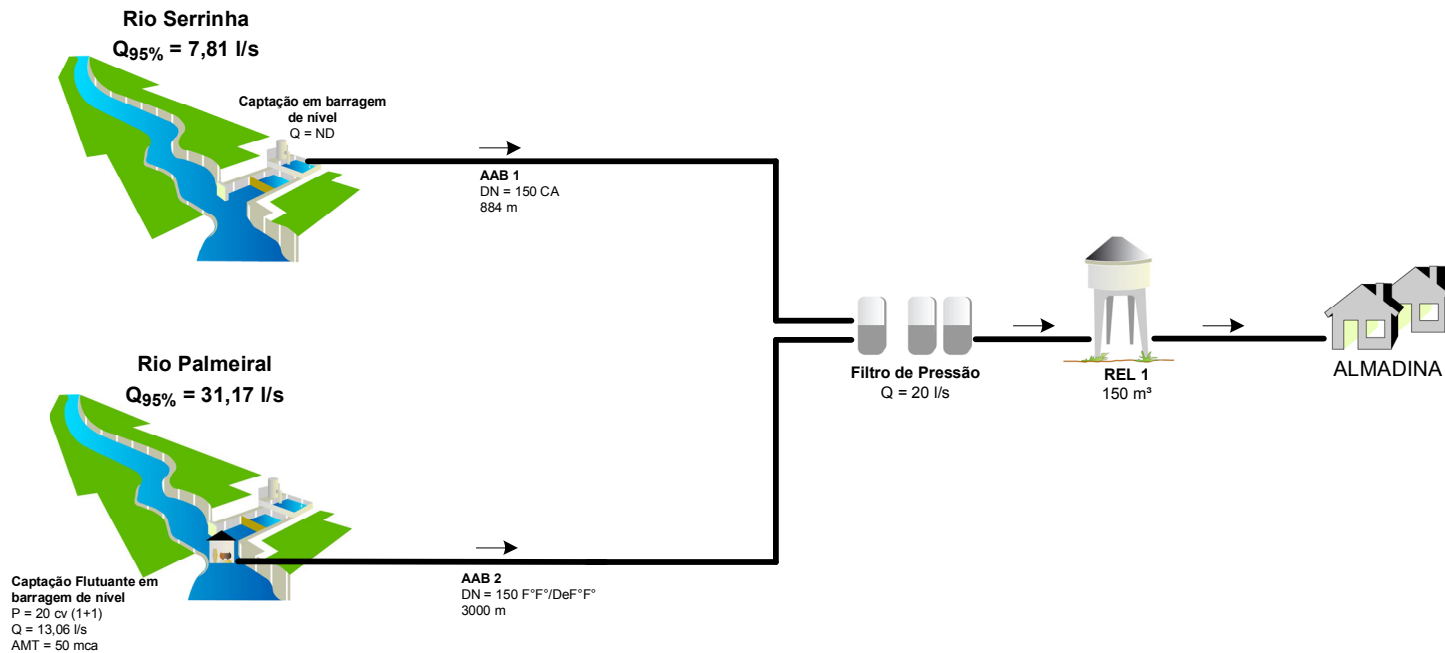 Rio Serrinha
Q95% = 7,81 l/s
Captação em barragem
de nível
Q = ND
AAB 1
DN = 150 CA
884 m
Filtro de Pressão
Q = 20 l/s
REL 1
150 m³
ALMADINA
Rio Palmeiral
Q95% = 31,17 l/s
Captação Flutuante em
barragem de nível
P = 20 cv (1+1)
Q = 13,06 l/s
AMT = 50 mca
AAB 2
DN = 150 F°F°/DeF°F°
3000 m